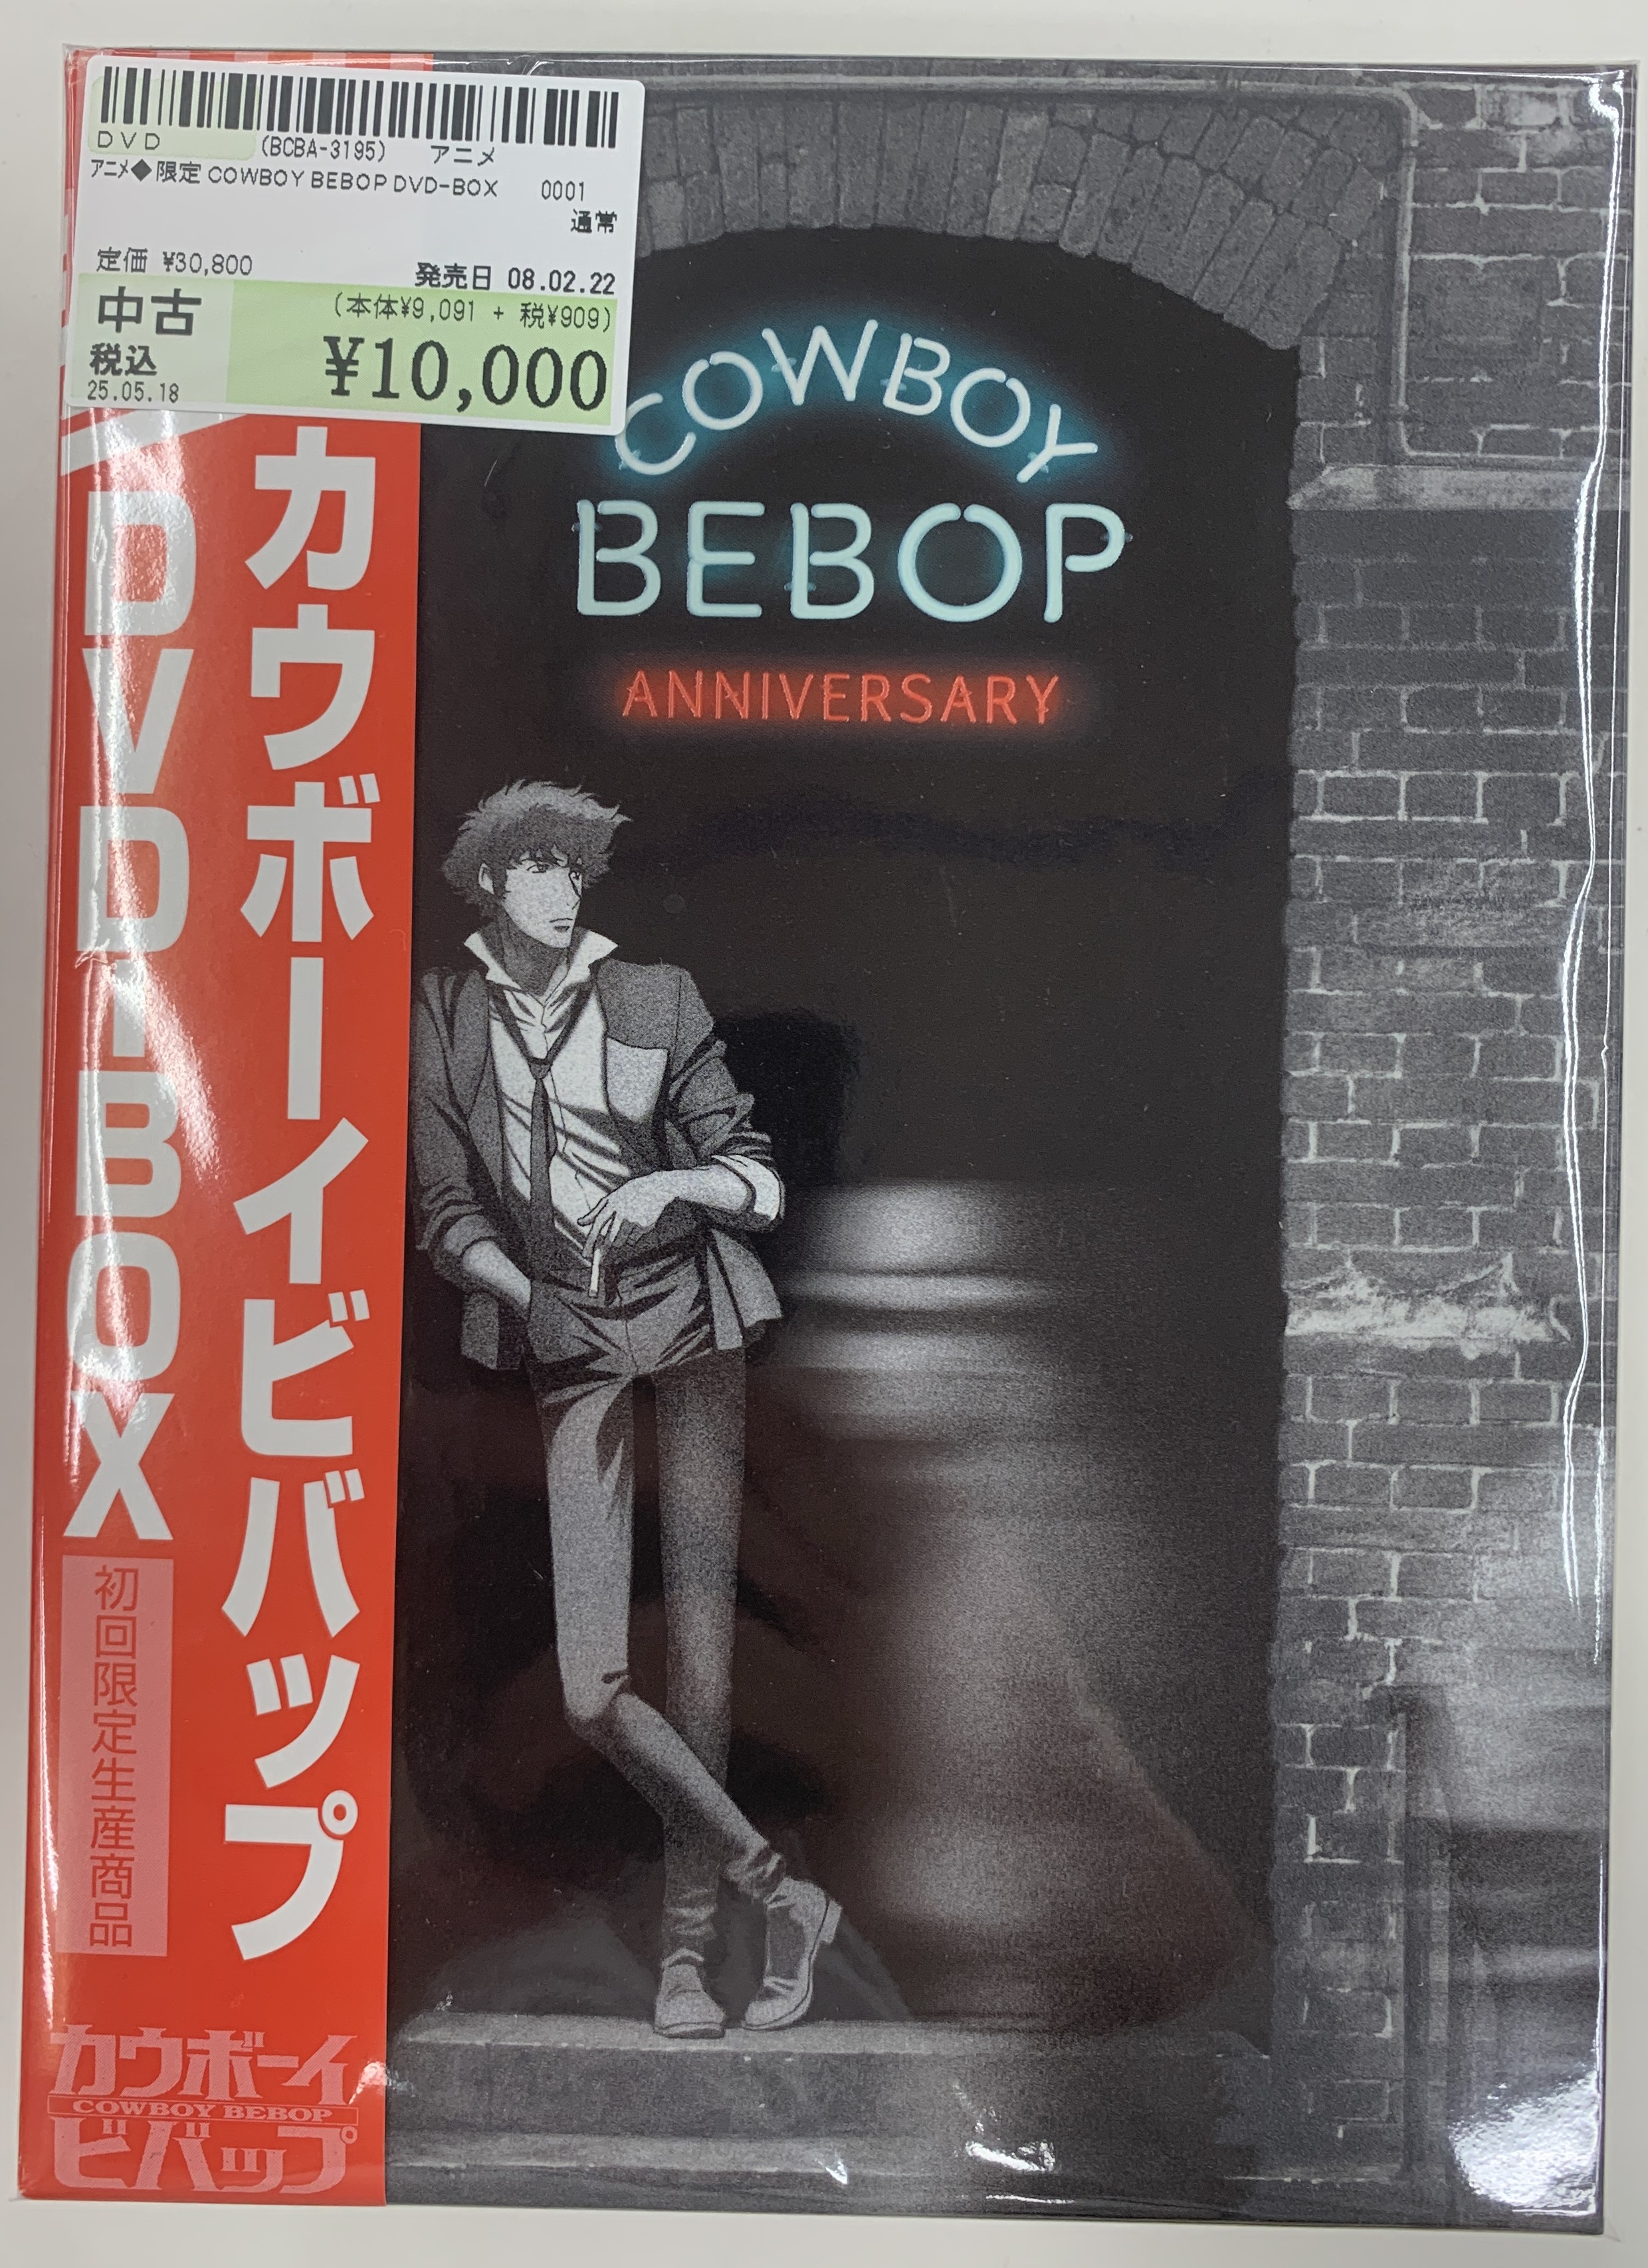 DVD (BCBA-3195) アニメ
アニメ◆限定 COWBOY BEBOP DVD-BOX 0001
通常
定価 ¥30,800
発売日 08.02.22
中古 (本体¥9,091 + 税¥909)
税込 ¥10,000
25.05.18
COWBOY
BEBOP
ANNIVERSARY
カウボーイビバップ
DVD-BOX
初回限定生産商品
カウボーイ
COWBOY BEBOP
ビバップ